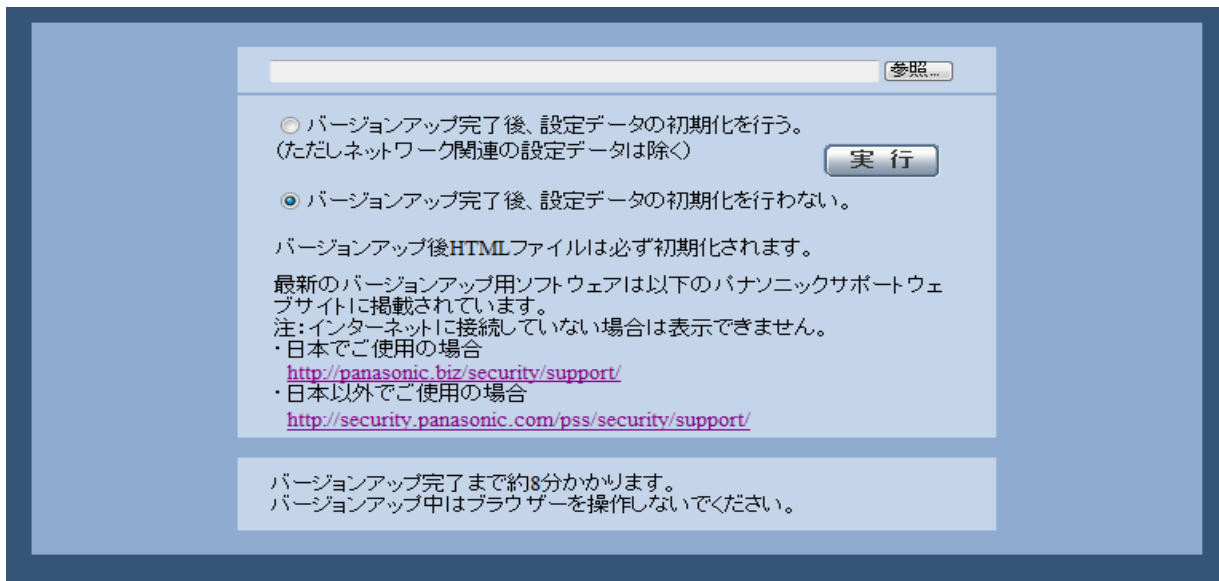 参照...
バージョンアップ完了後、設定データの初期化を行う。
(ただしネットワーク関連の設定データは除く)
実 行
バージョンアップ完了後、設定データの初期化を行わない。
バージョンアップ後HTMLファイルは必ず初期化されます。
最新のバージョンアップ用ソフトウェアは以下のパナソニックサポートウェ
ブサイトに掲載されています。
注:インターネットに接続していない場合は表示できません。
・日本でご使用の場合
http://panasonic.biz/security/support/
・日本以外でご使用の場合
http://security.panasonic.com/pss/security/support/
バージョンアップ完了まで約8分かかります。
バージョンアップ中はブラウザーを操作しないでください。